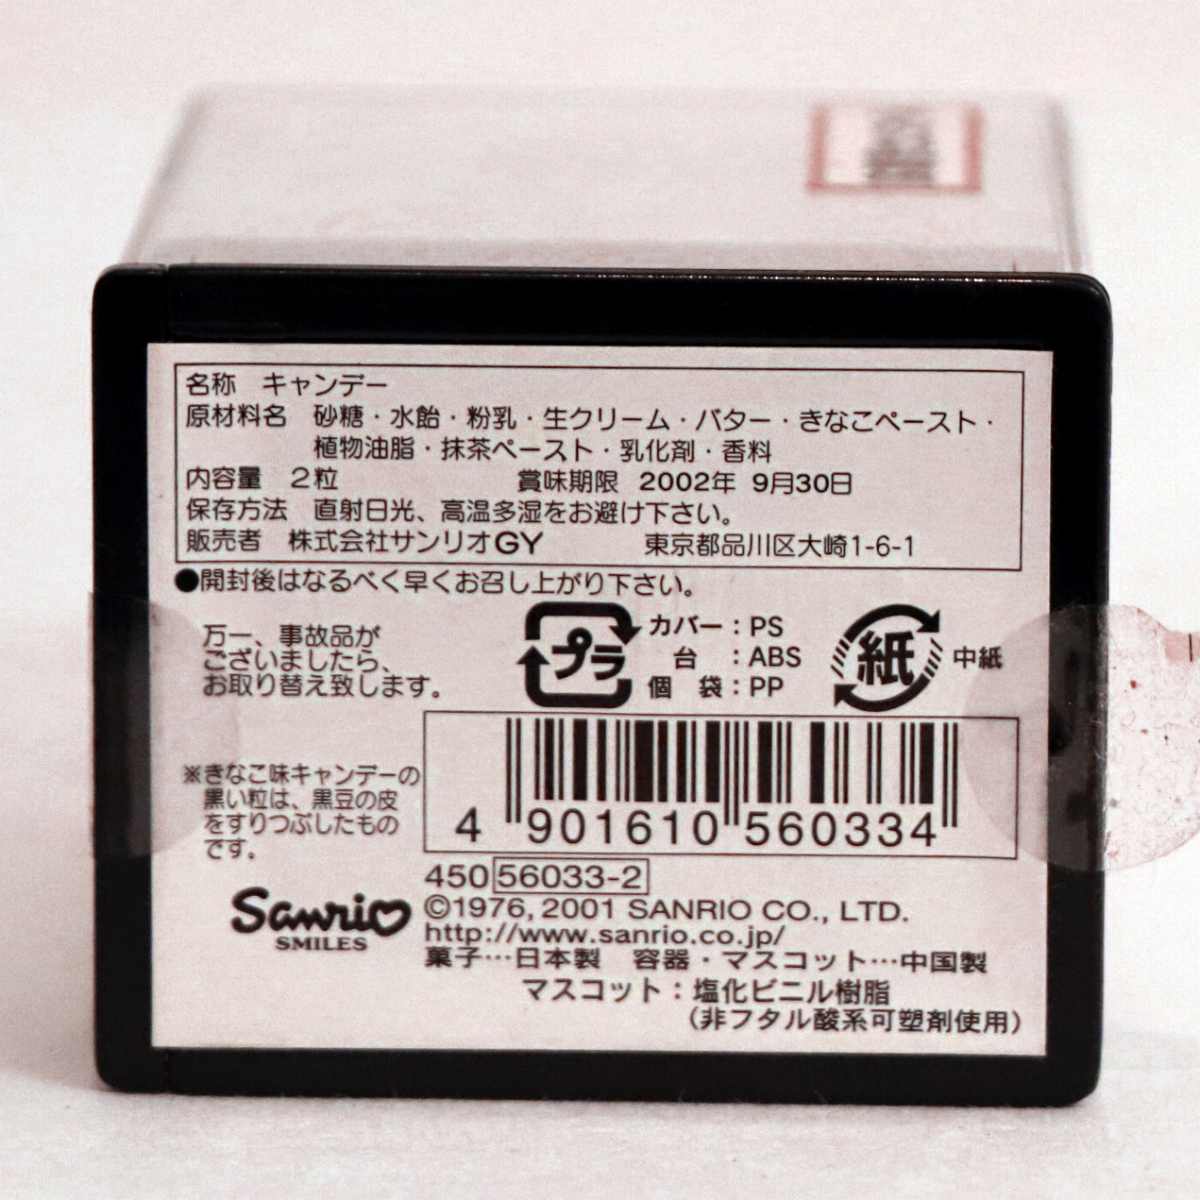 名称 キャンデー
原材料名 砂糖・水飴・粉乳・生クリーム・バター・きなこペースト・
植物油脂・抹茶ペースト・乳化剤・香料
内容量 2粒 賞味期限 2002年 9月30日
保存方法 直射日光、高温多湿をお避け下さい。
販売者 株式会社サンリオGY 東京都品川区大崎1-6-1
●開封後はなるべく早くお召し上がり下さい。
万一、事故品が
ございましたら、
お取り替え致します。
プラ
カバー:PS
台:ABS
個袋:PP
紙 中紙
※きなこ味キャンデーの
黒い粒は、黒豆の皮
をすりつぶしたもの
です。
4 901610 560334
450 56033-2
Sanrio
SMILES
©1976, 2001 SANRIO CO., LTD.
http://www.sanrio.co.jp/
菓子…日本製 容器・マスコット…中国製
マスコット:塩化ビニル樹脂
(非フタル酸系可塑剤使用)